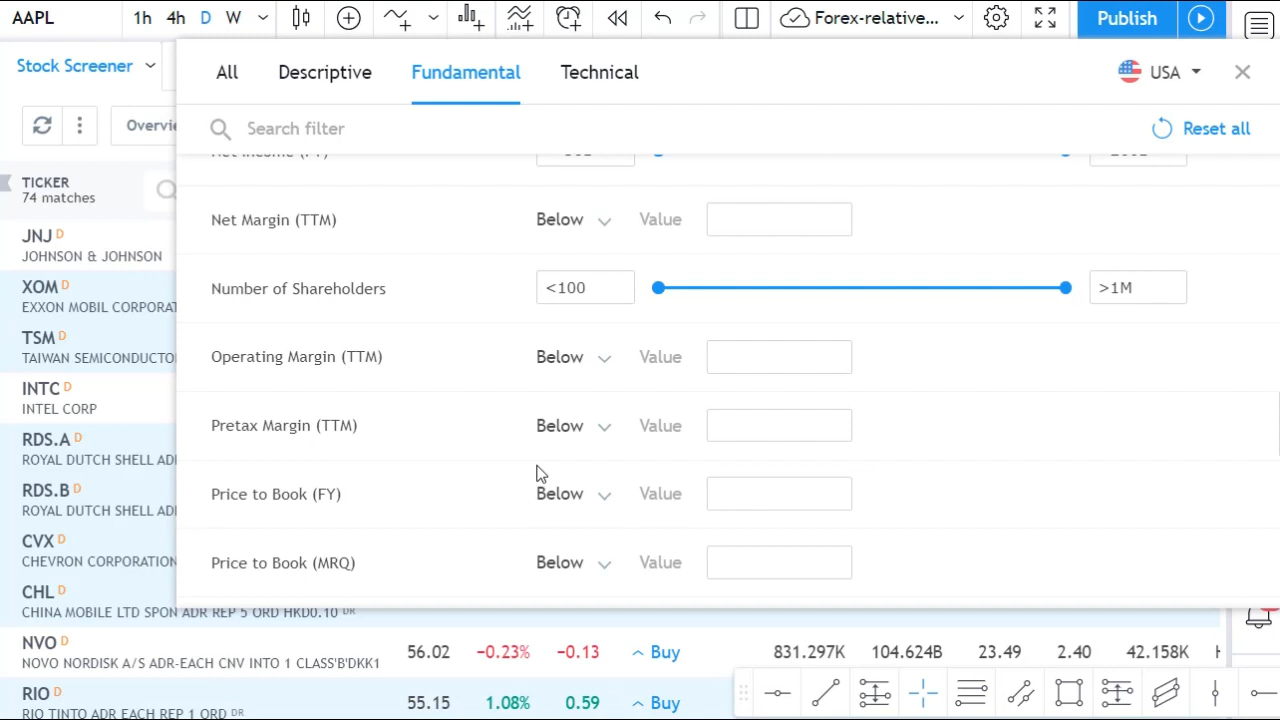 AAPL 1h 4h D W Forex-relative... Publish
Stock Screener All Descriptive Fundamental Technical USA
Search filter Reset all
Overvie
TICKER
74 matches
Net Margin (TTM) Below Value
JNJ D
JOHNSON & JOHNSON
Number of Shareholders <100 >1M
XOM D
EXXON MOBIL CORPORAT
TSM D
TAIWAN SEMICONDUCTO
Operating Margin (TTM) Below Value
INTC D
INTEL CORP
Pretax Margin (TTM) Below Value
RDS.A D
ROYAL DUTCH SHELL AD
RDS.B D
ROYAL DUTCH SHELL AD
Price to Book (FY) Below Value
CVX D
CHEVRON CORPORATION
Price to Book (MRQ) Below Value
CHL D
CHINA MOBILE LTD SPON ADR REP 5 ORD HKD0.10 DR
NVO D
NOVO NORDISK A/S ADR-EACH CNV INTO 1 CLASS'B'DKK1
56.02 −0.23% −0.13 Buy 831.297K 104.624B 23.49 2.40 42.158K
RIO D
RIO TINTO ADR EACH REP 1 ORD DR
55.15 1.08% 0.59 Buy